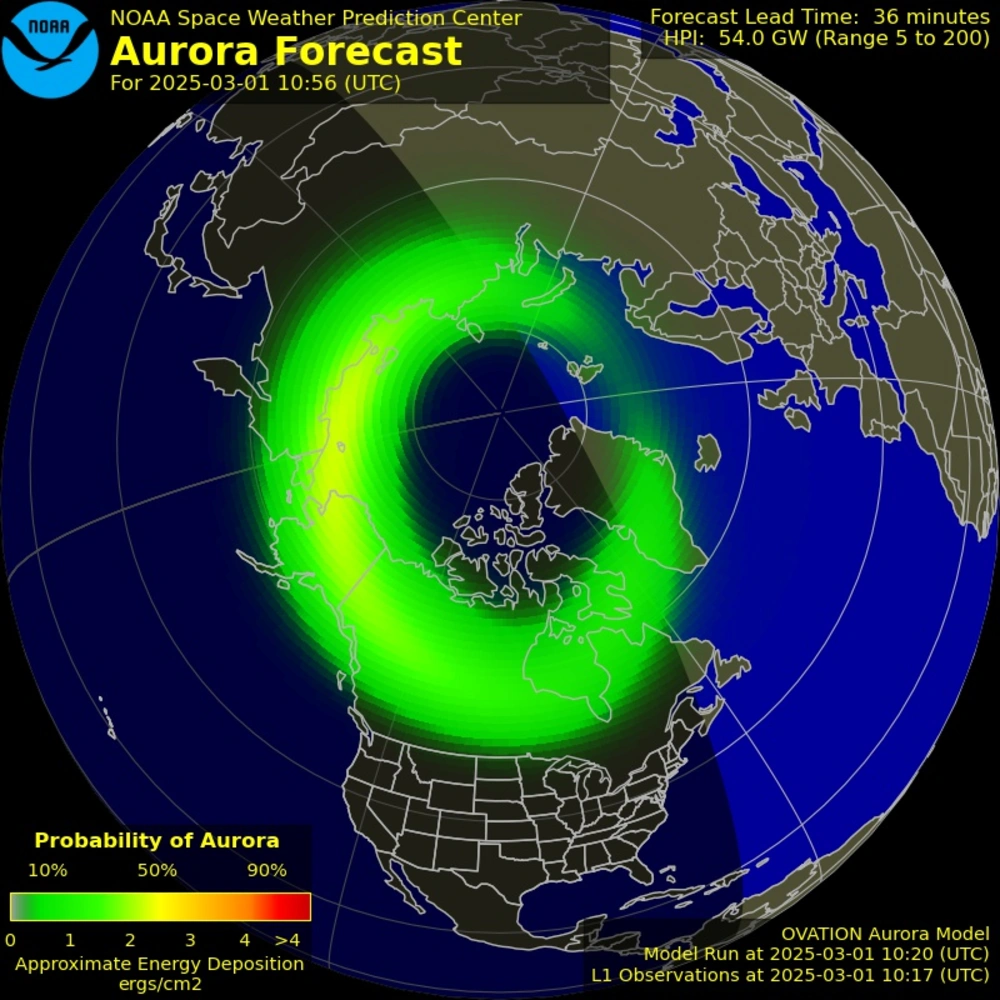 NOAA
NOAA Space Weather Prediction Center
Aurora Forecast
For 2025-03-01 10:56 (UTC)
Forecast Lead Time: 36 minutes
HPI: 54.0 GW (Range 5 to 200)
Probability of Aurora
10% 50% 90%
0 1 2 3 4 >4
Approximate Energy Deposition
ergs/cm2
OVATION Aurora Model
Model Run at 2025-03-01 10:20 (UTC)
L1 Observations at 2025-03-01 10:17 (UTC)